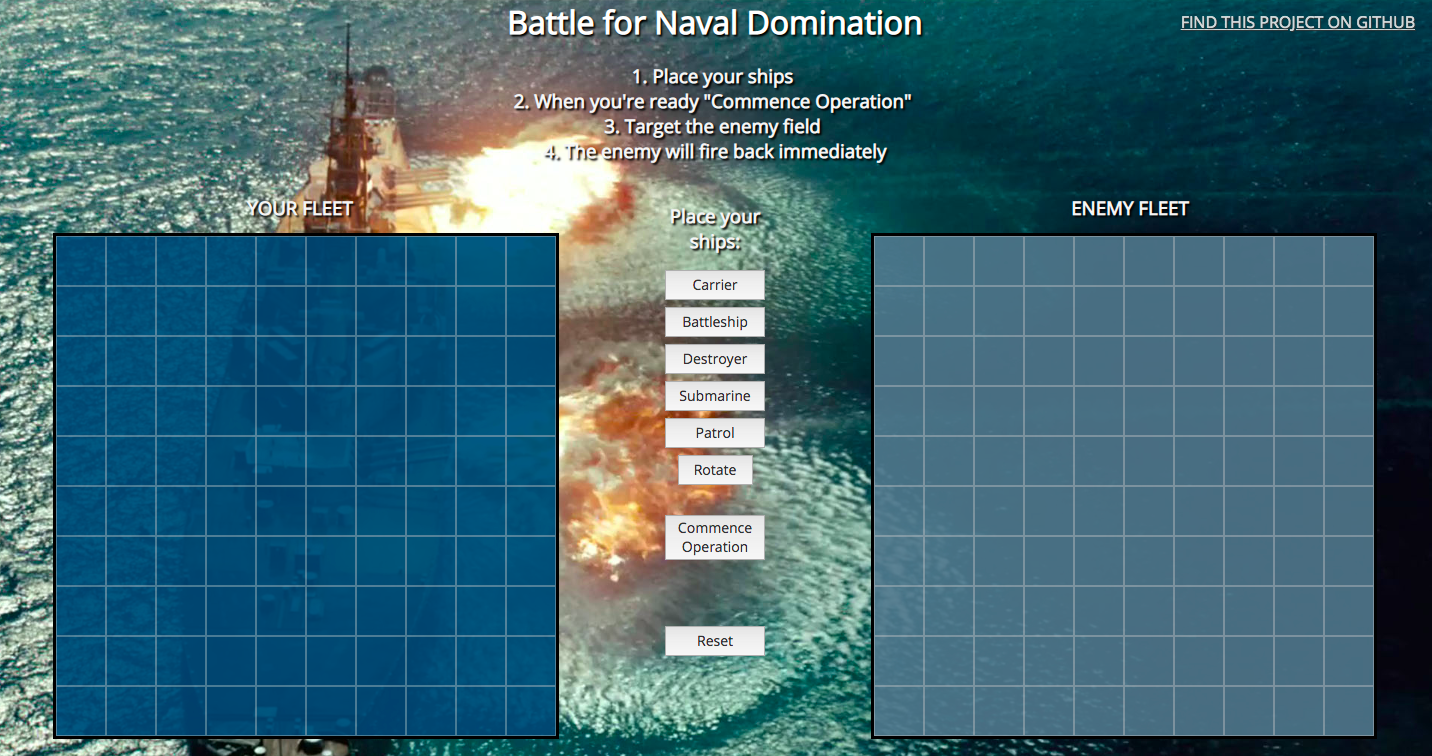 Battle for Naval Domination
FIND THIS PROJECT ON GITHUB
1. Place your ships
2. When you're ready "Commence Operation"
3. Target the enemy field
4. The enemy will fire back immediately
YOUR FLEET
Place your
ships:
ENEMY FLEET
Carrier
Battleship
Destroyer
Submarine
Patrol
Rotate
Commence
Operation
Reset